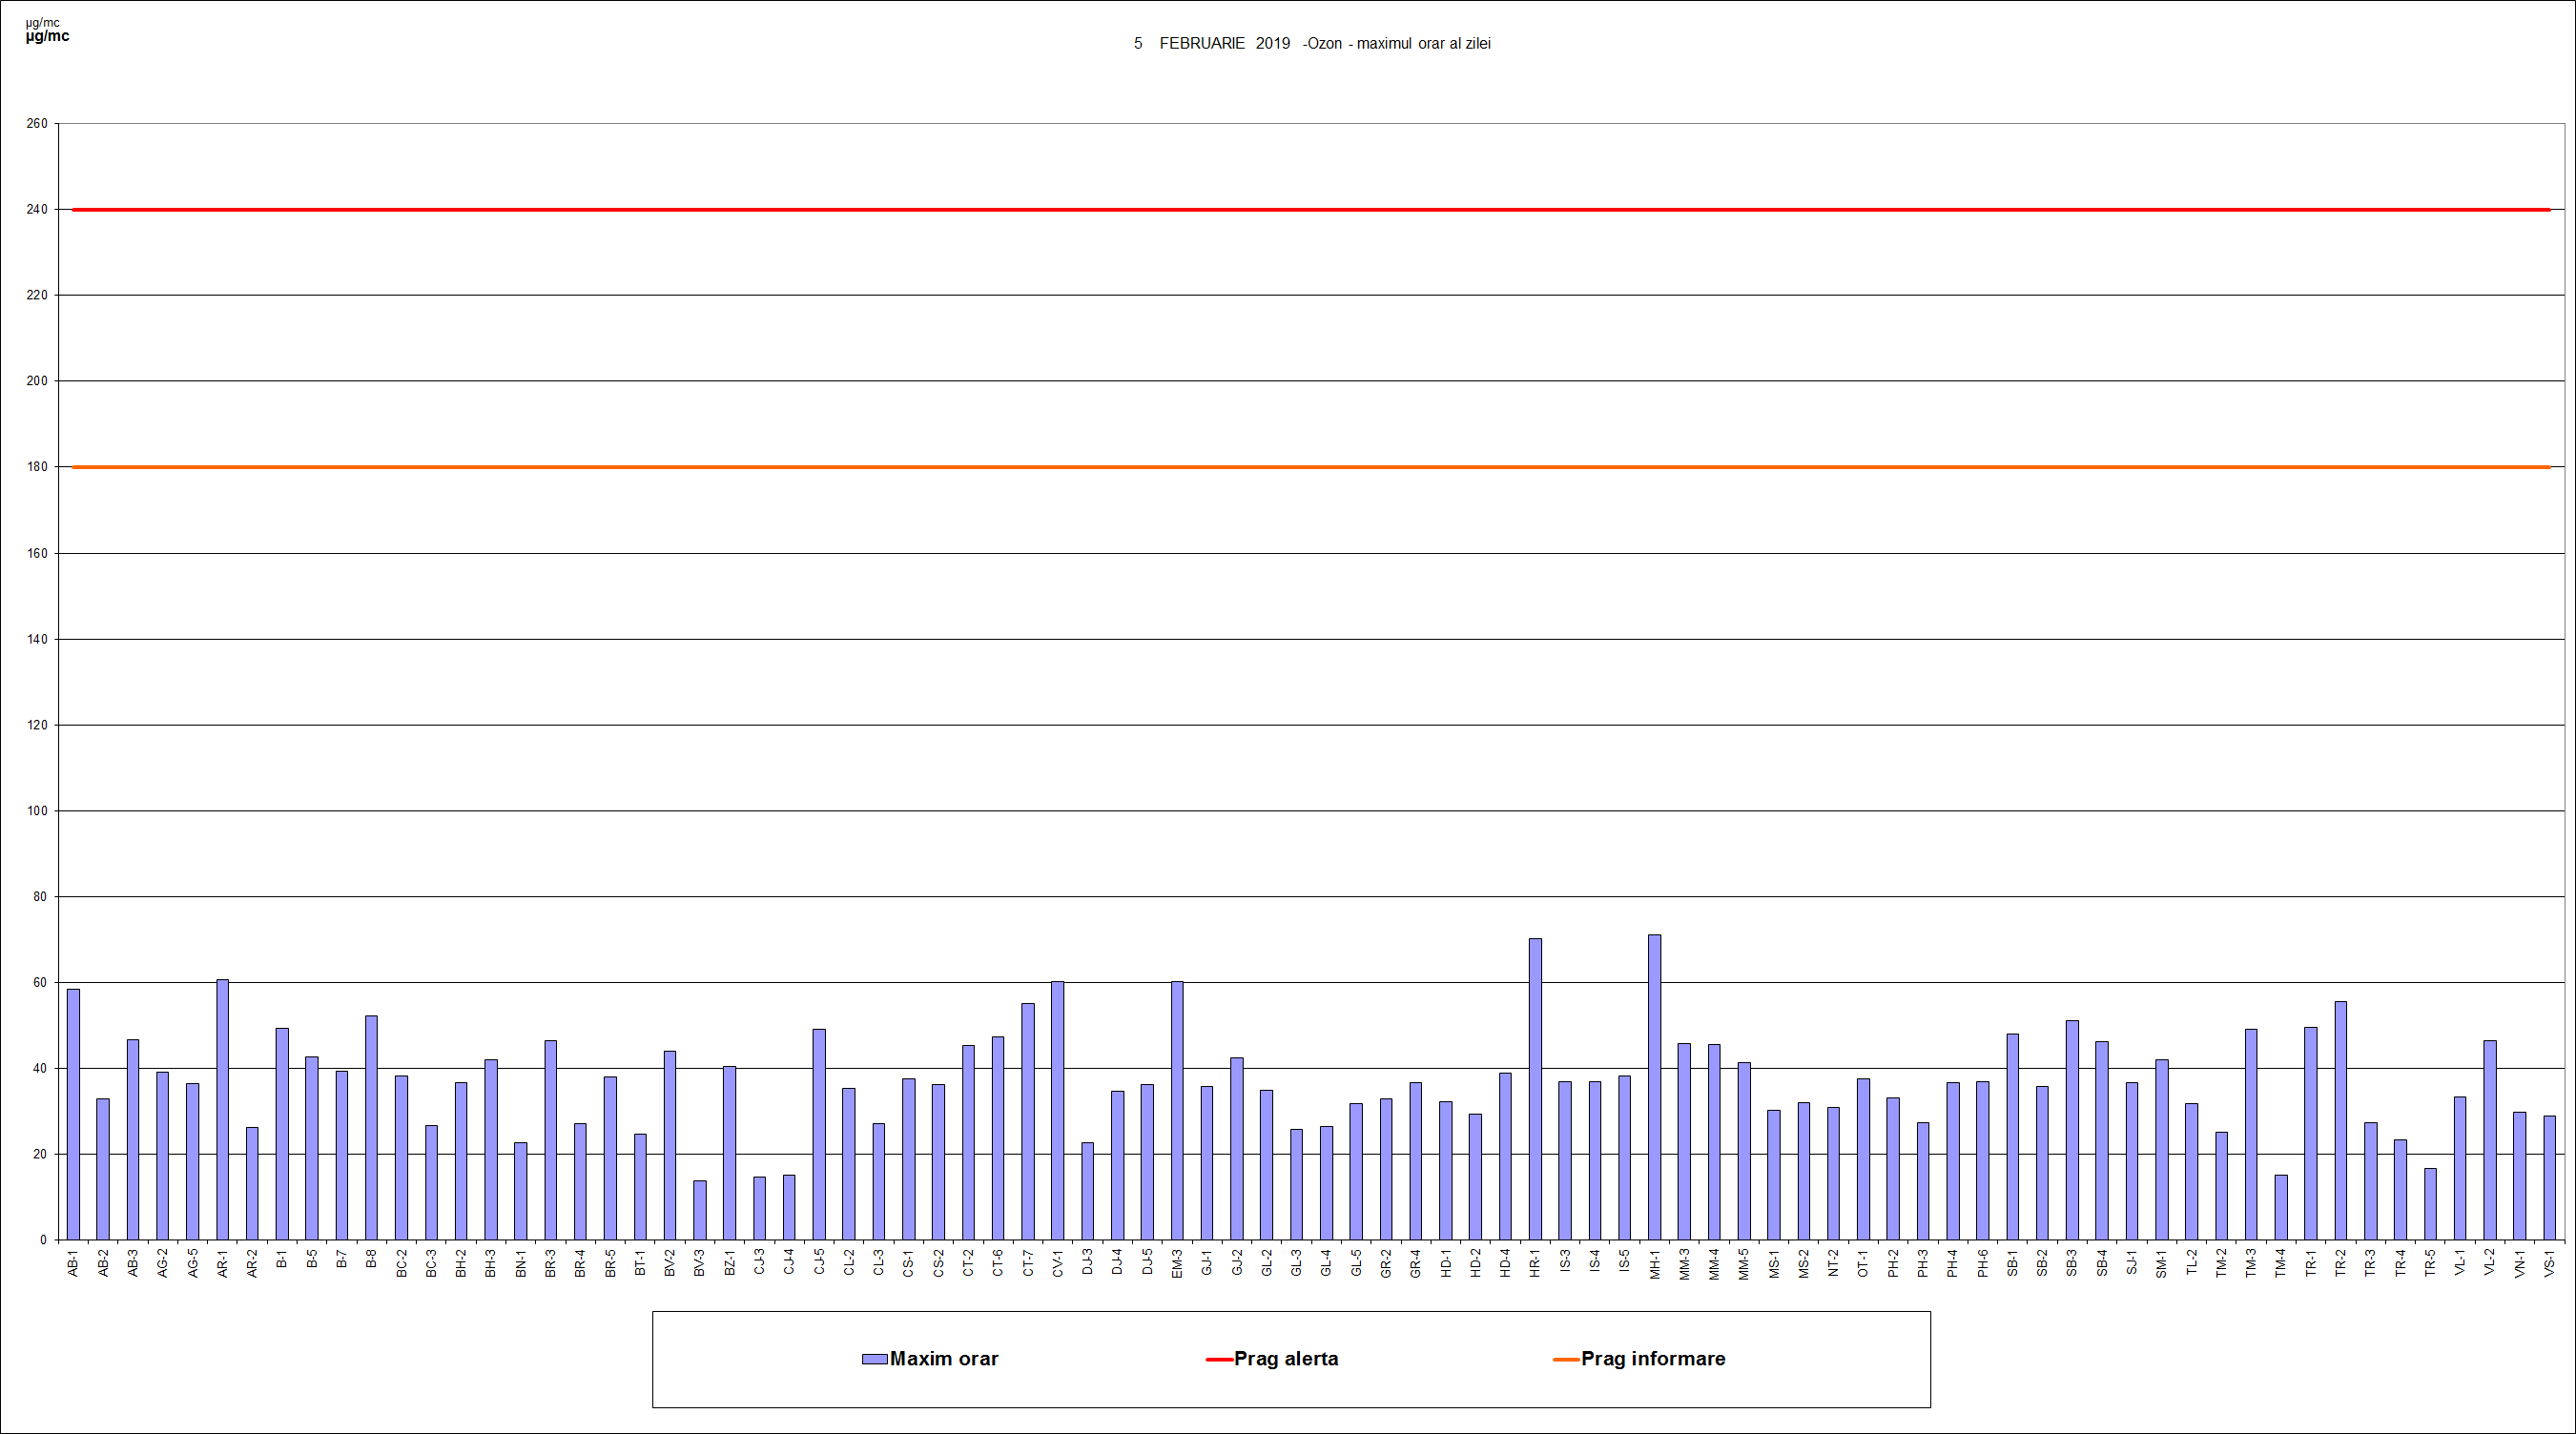 µg/mc
µg/mc
5 FEBRUARIE 2019 -Ozon - maximul orar al zilei
260
240
220
200
180
160
140
120
100
80
60
40
20
0
AB-1 AB-2 AB-3 AG-2 AG-5 AR-1 AR-2 B-1 B-5 B-7 B-8 BC-2 BC-3 BH-2 BH-3 BN-1 BR-3 BR-4 BR-5 BT-1 BV-2 BV-3 BZ-1 CJ-3 CJ-4 CJ-5 CL-2 CL-3 CS-1 CS-2 CT-2 CT-6 CT-7 CV-1 DJ-3 DJ-4 DJ-5 EM-3 GJ-1 GJ-2 GL-2 GL-3 GL-4 GL-5 GR-2 GR-4 HD-1 HD-2 HD-4 HR-1 IS-3 IS-4 IS-5 MH-1 MM-3 MM-4 MM-5 MS-1 MS-2 NT-2 OT-1 PH-2 PH-3 PH-4 PH-6 SB-1 SB-2 SB-3 SB-4 SJ-1 SM-1 TL-2 TM-2 TM-3 TM-4 TR-1 TR-2 TR-3 TR-4 TR-5 VL-1 VL-2 VN-1 VS-1
Maxim orar Prag alerta Prag informare